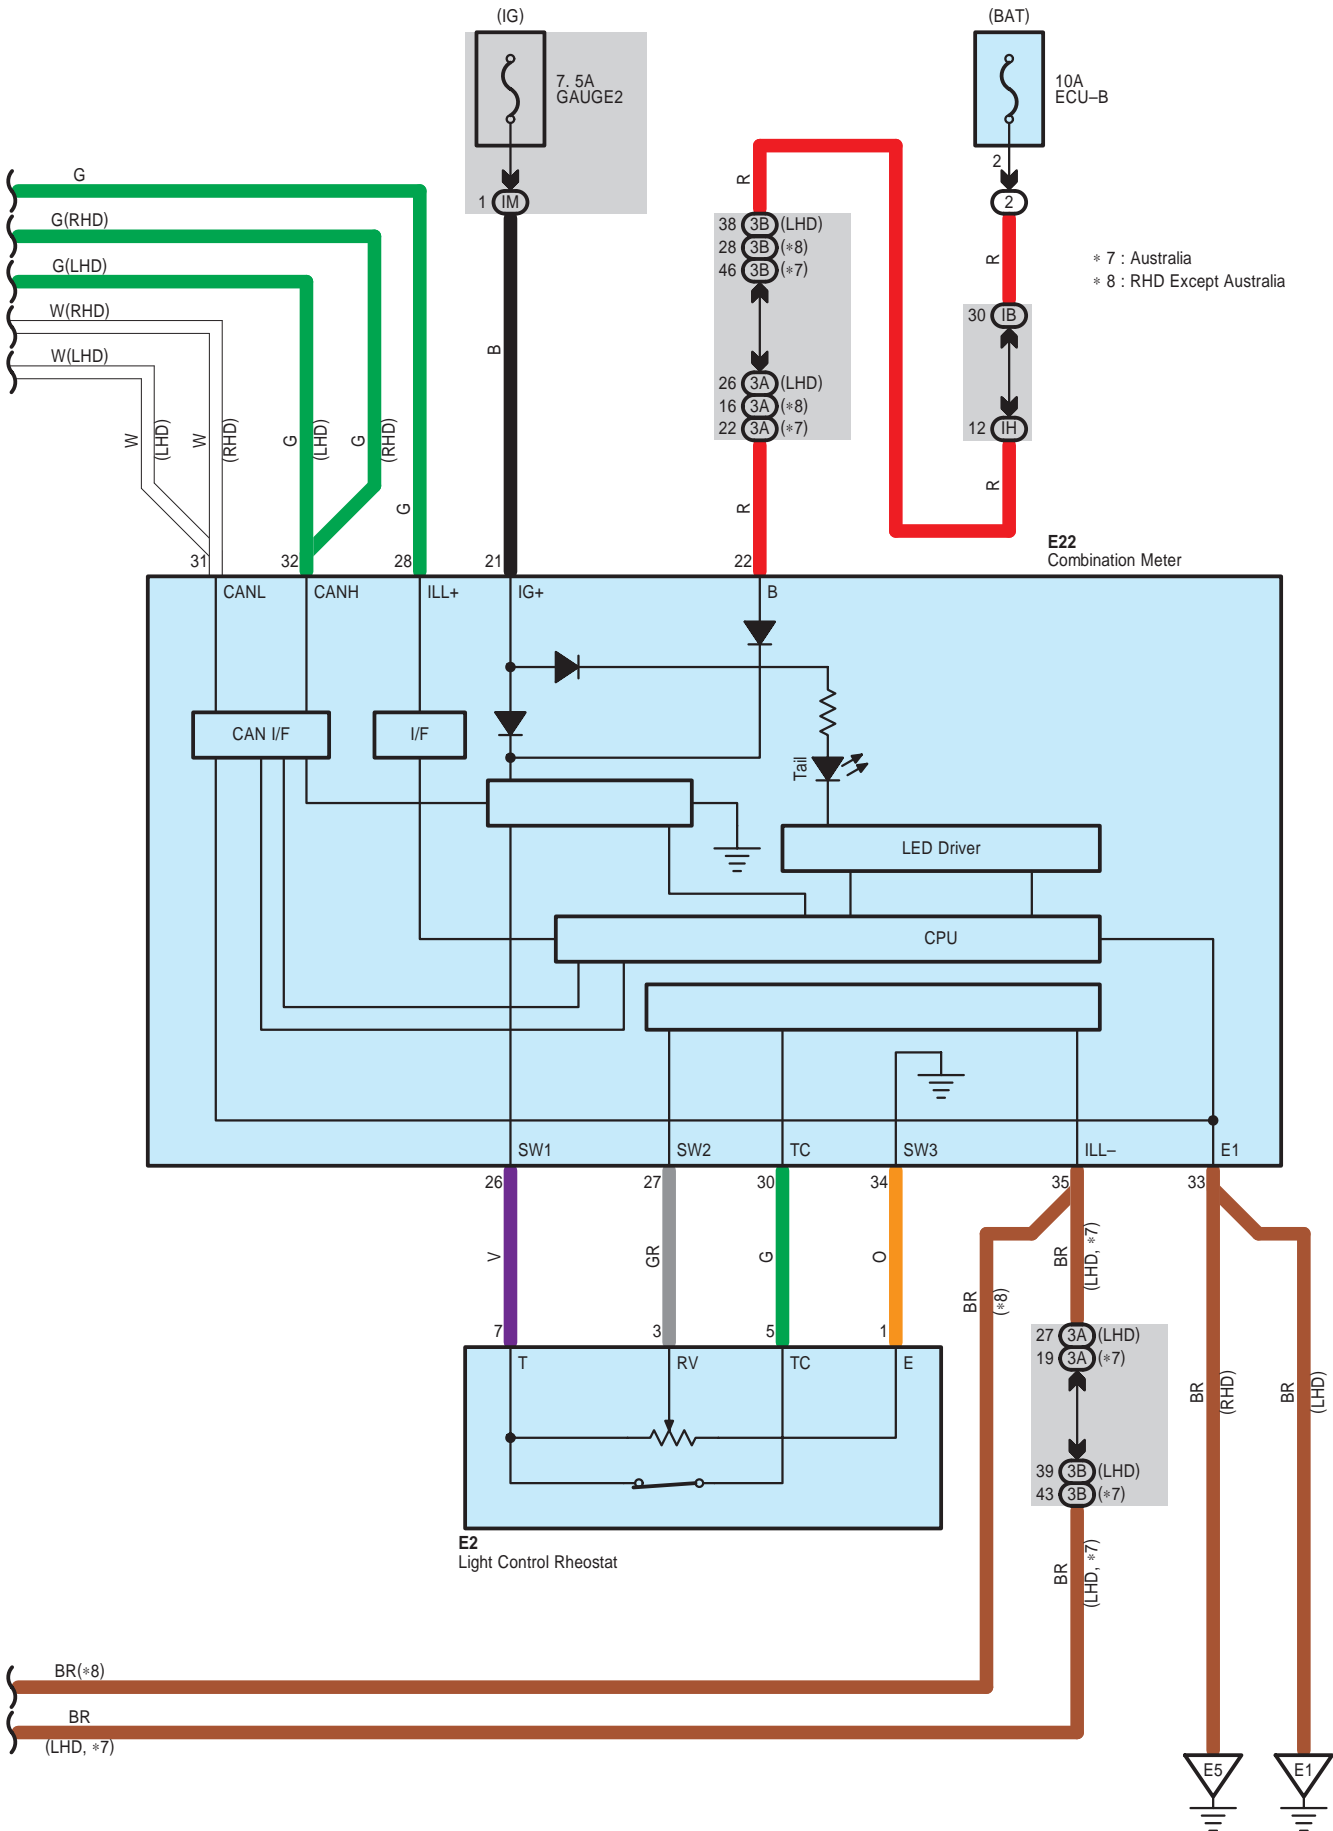 (IG)
(BAT)
7. 5A
GAUGE2
10A
ECU–B
2
2
1 IM
G
G(RHD)
G(LHD)
W(RHD)
W(LHD)
R
38 3B (LHD)
28 3B (∗8)
46 3B (∗7)
R
∗ 7 : Australia
∗ 8 : RHD Except Australia
30 IB
B
26 3A (LHD)
16 3A (∗8)
22 3A (∗7)
12 IH
W
(LHD)
W
(RHD)
G
(LHD)
G
(RHD)
G
R
R
E22
Combination Meter
31
32
28
21
22
CANL
CANH
ILL+
IG+
B
CAN I/F
I/F
Tail
LED Driver
CPU
SW1
SW2
TC
SW3
ILL–
E1
26
27
30
34
35
33
V
GR
G
O
BR
(LHD, ∗7)
BR
(∗8)
7
3
5
1
27 3A (LHD)
19 3A (∗7)
T
RV
TC
E
BR
(RHD)
BR
(LHD)
39 3B (LHD)
43 3B (∗7)
E2
Light Control Rheostat
BR
(LHD, ∗7)
BR(∗8)
BR
(LHD, ∗7)
E5
E1